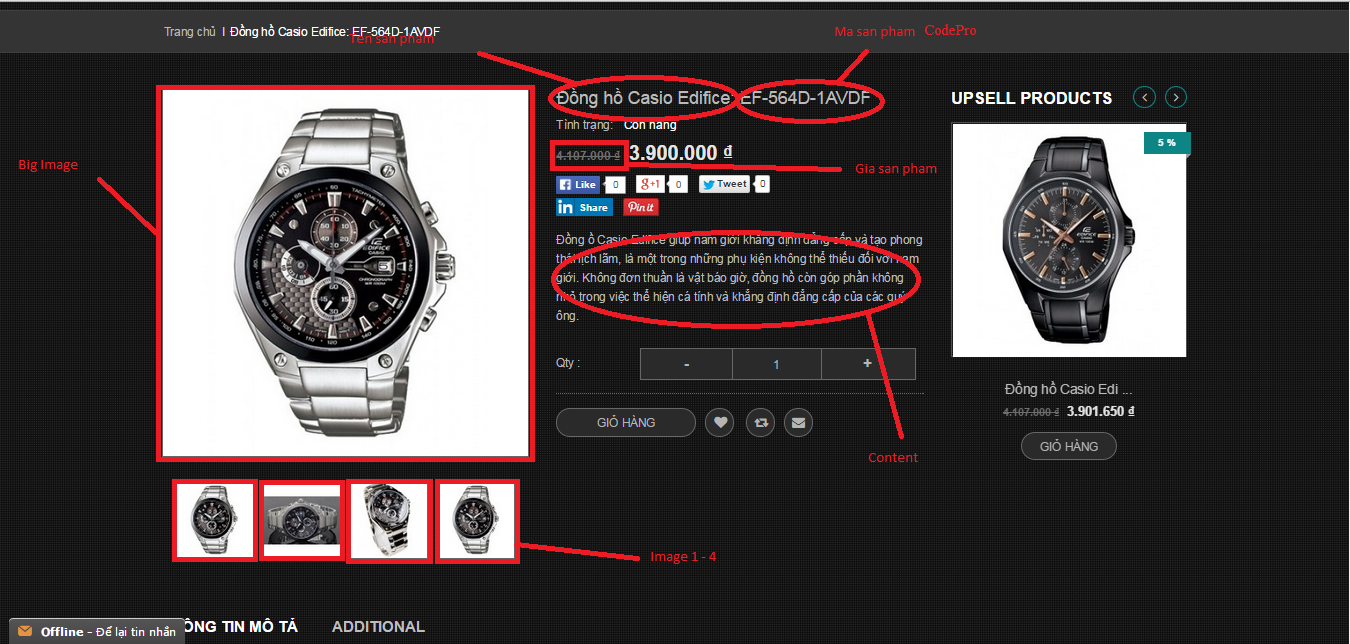 Trang chủ I Đồng hồ Casio Edifice: EF-564D-1AVDF
Ten san pham
Ma san pham CodePro
Big Image
Đồng hồ Casio Edifice: EF-564D-1AVDF
Tình trạng: Còn hàng
4.107.000 ₫ 3.900.000 ₫
Gia san pham
Like 0 g+1 0 Tweet 0
in Share Pin it
Đồng ồ Casio Edifice giúp nam giới khẳng định đẳng cấp và tạo phong
thái lịch lãm, là một trong những phụ kiện không thể thiếu đối với nam
giới. Không đơn thuần là vật báo giờ, đồng hồ còn góp phần không
nhỏ trong việc thể hiện cá tính và khẳng định đẳng cấp của các quý
ông.
Qty :
- 1 +
GIỎ HÀNG
Content
Image 1 - 4
UPSELL PRODUCTS
5 %
Đồng hồ Casio Edi ...
4.107.000 ₫ 3.901.650 ₫
GIỎ HÀNG
ÔNG TIN MÔ TẢ ADDITIONAL
Offline - Để lại tin nhắn